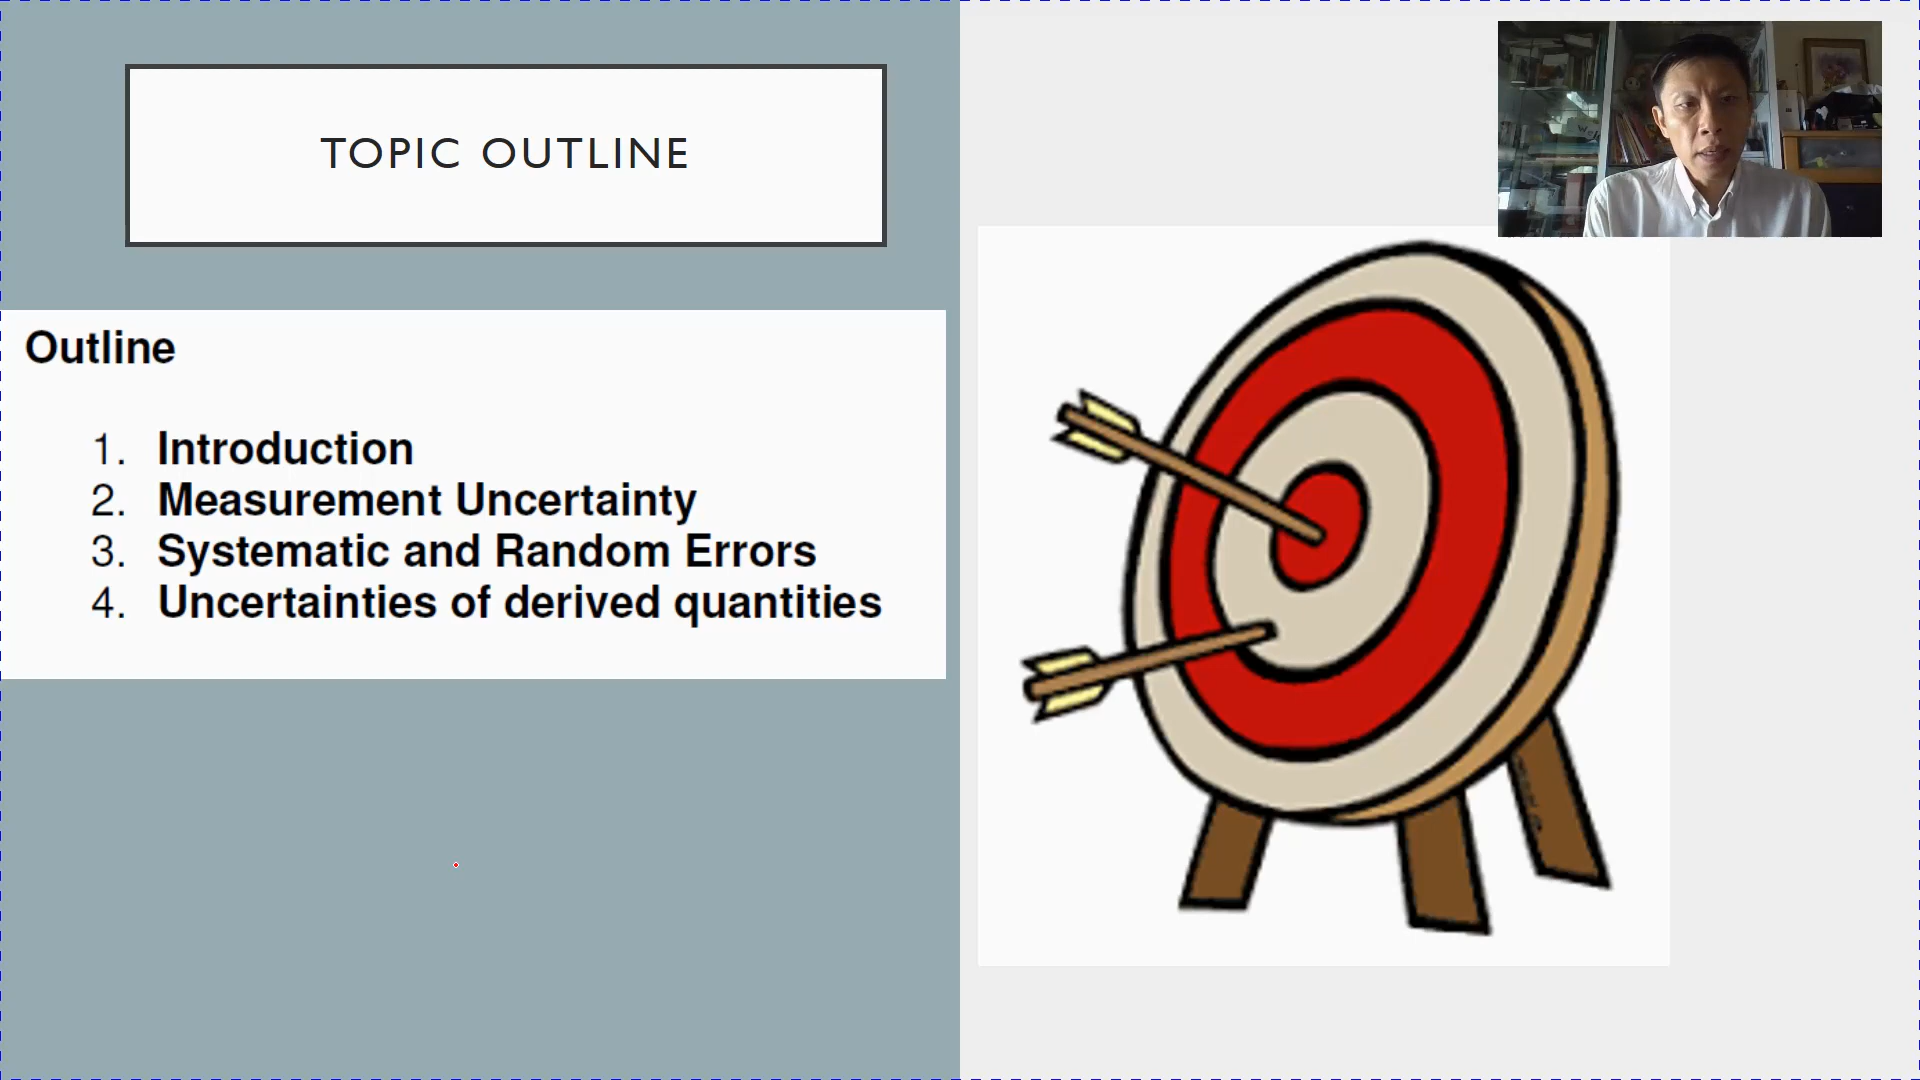 TOPIC OUTLINE
Outline
1. Introduction
2. Measurement Uncertainty
3. Systematic and Random Errors
4. Uncertainties of derived quantities